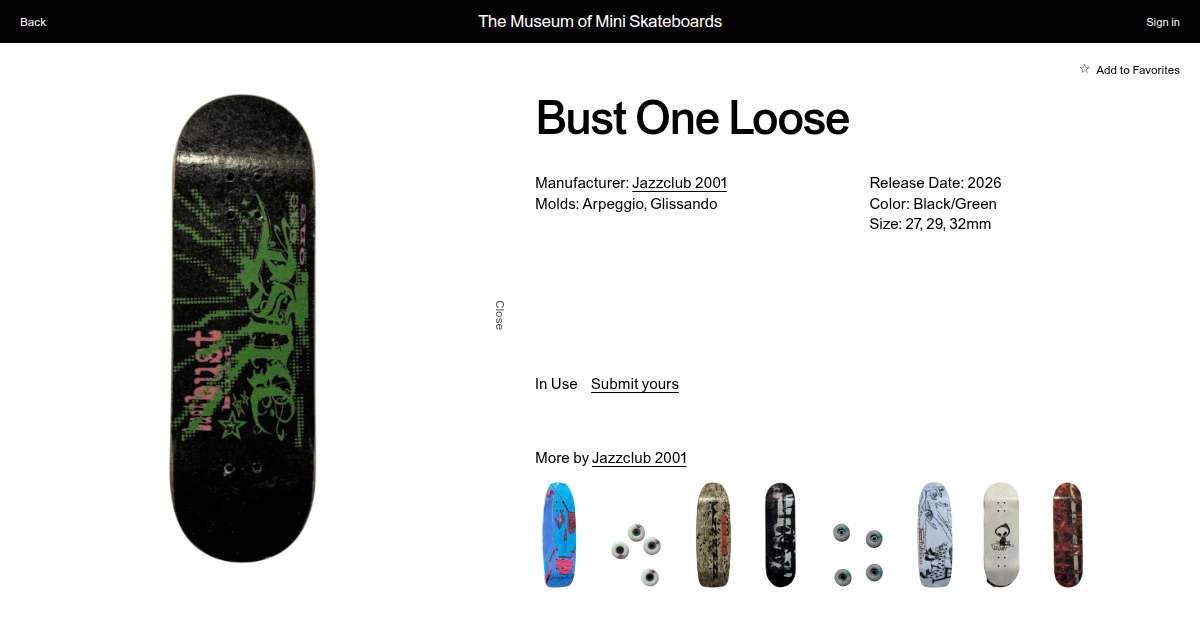 Back
The Museum of Mini Skateboards
Sign in
☆ Add to Favorites
Bust One Loose
Manufacturer: Jazzclub 2001
Molds: Arpeggio, Glissando
Release Date: 2026
Color: Black/Green
Size: 27, 29, 32mm
Close
In Use Submit yours
More by Jazzclub 2001
bust